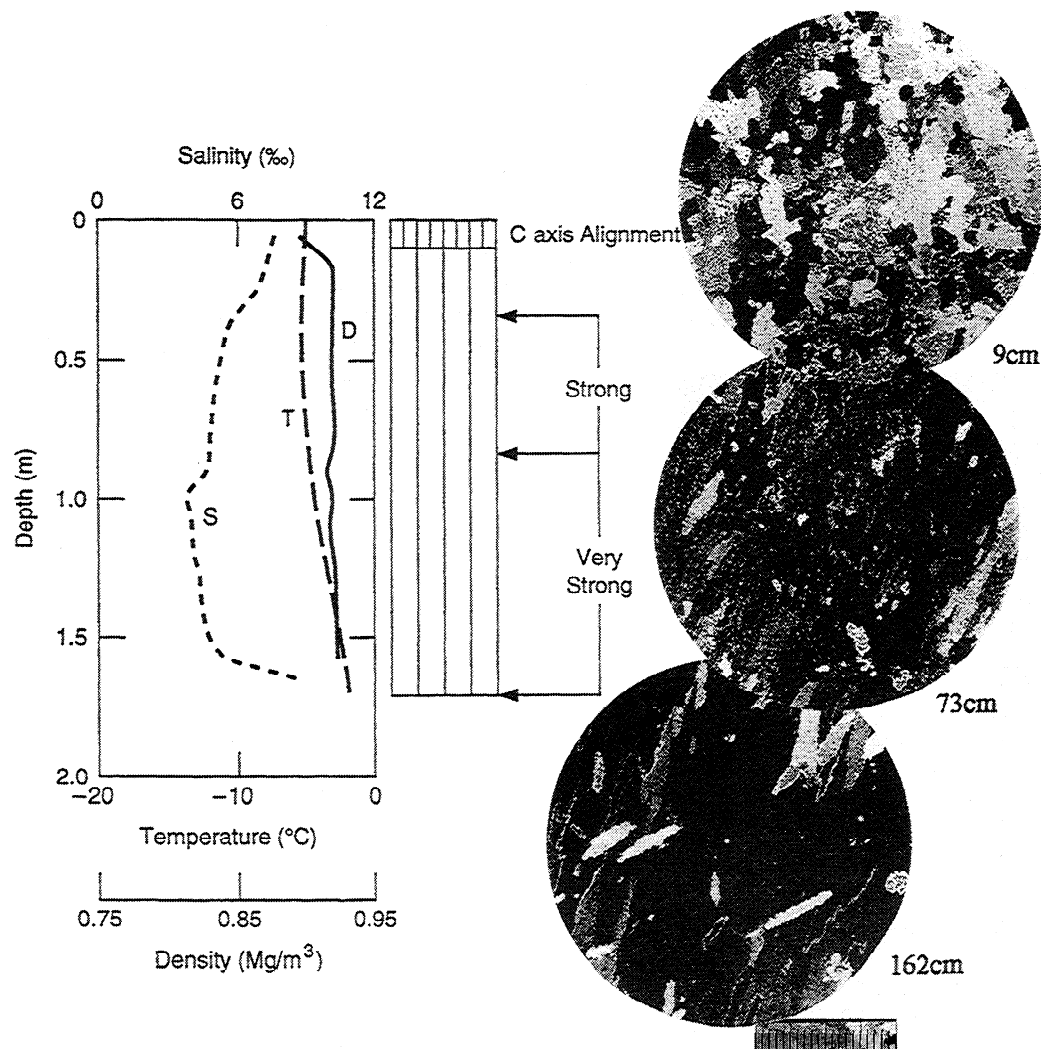 Salinity (‰)
0 6 12
0
0.5
1.0
1.5
2.0
Depth (m)
S
T
D
-20 -10 0
Temperature (°C)
0.75 0.85 0.95
Density (Mg/m³)
C axis Alignment
Strong
Very
Strong
9cm
73cm
162cm